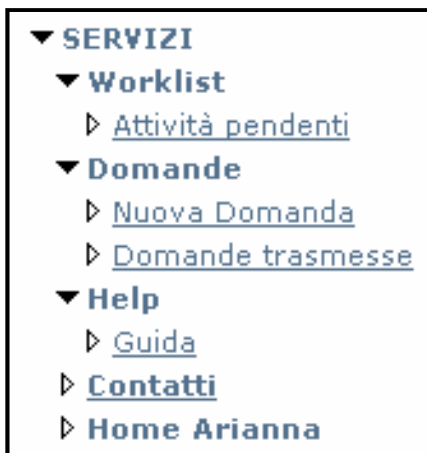 SERVIZI
Worklist
Attività pendenti
Domande
Nuova Domanda
Domande trasmesse
Help
Guida
Contatti
Home Arianna